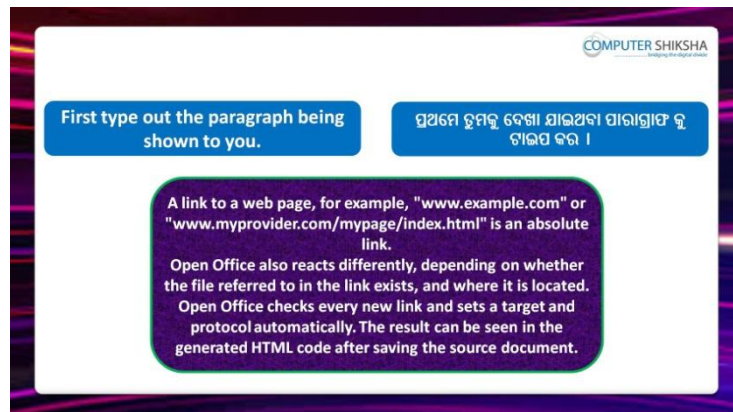 COMPUTER SHIKSHA
bridging the digital divide
First type out the paragraph being
shown to you.
ପ୍ରଥମେ ତୁମକୁ ଦେଖା ଯାଇଥିବା ପାରାଗ୍ରାଫ କୁ
ଟାଇପ କର ।
A link to a web page, for example, "www.example.com" or
"www.myprovider.com/mypage/index.html" is an absolute
link.
Open Office also reacts differently, depending on whether
the file referred to in the link exists, and where it is located.
Open Office checks every new link and sets a target and
protocol automatically. The result can be seen in the
generated HTML code after saving the source document.